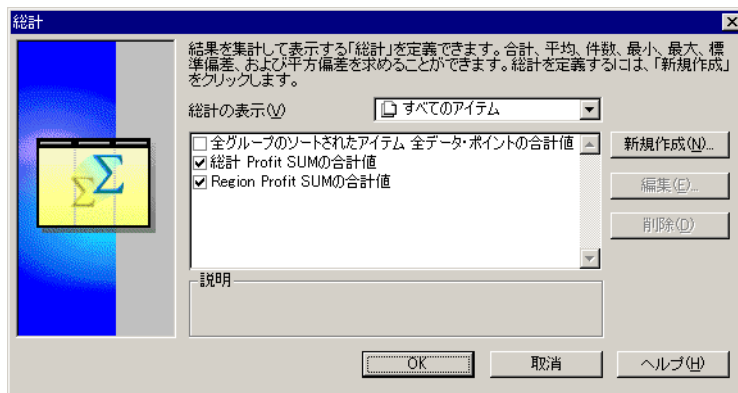 総計
結果を集計して表示する「総計」を定義できます。合計、平均、件数、最小、最大、標
準偏差、および平方偏差を求めることができます。総計を定義するには、「新規作成」
をクリックします。
総計の表示(V)
すべてのアイテム
全グループのソートされたアイテム 全データ・ポイントの合計値
総計 Profit SUMの合計値
Region Profit SUMの合計値
新規作成(N)...
編集(E)...
削除(D)
説明
OK
取消
ヘルプ(H)